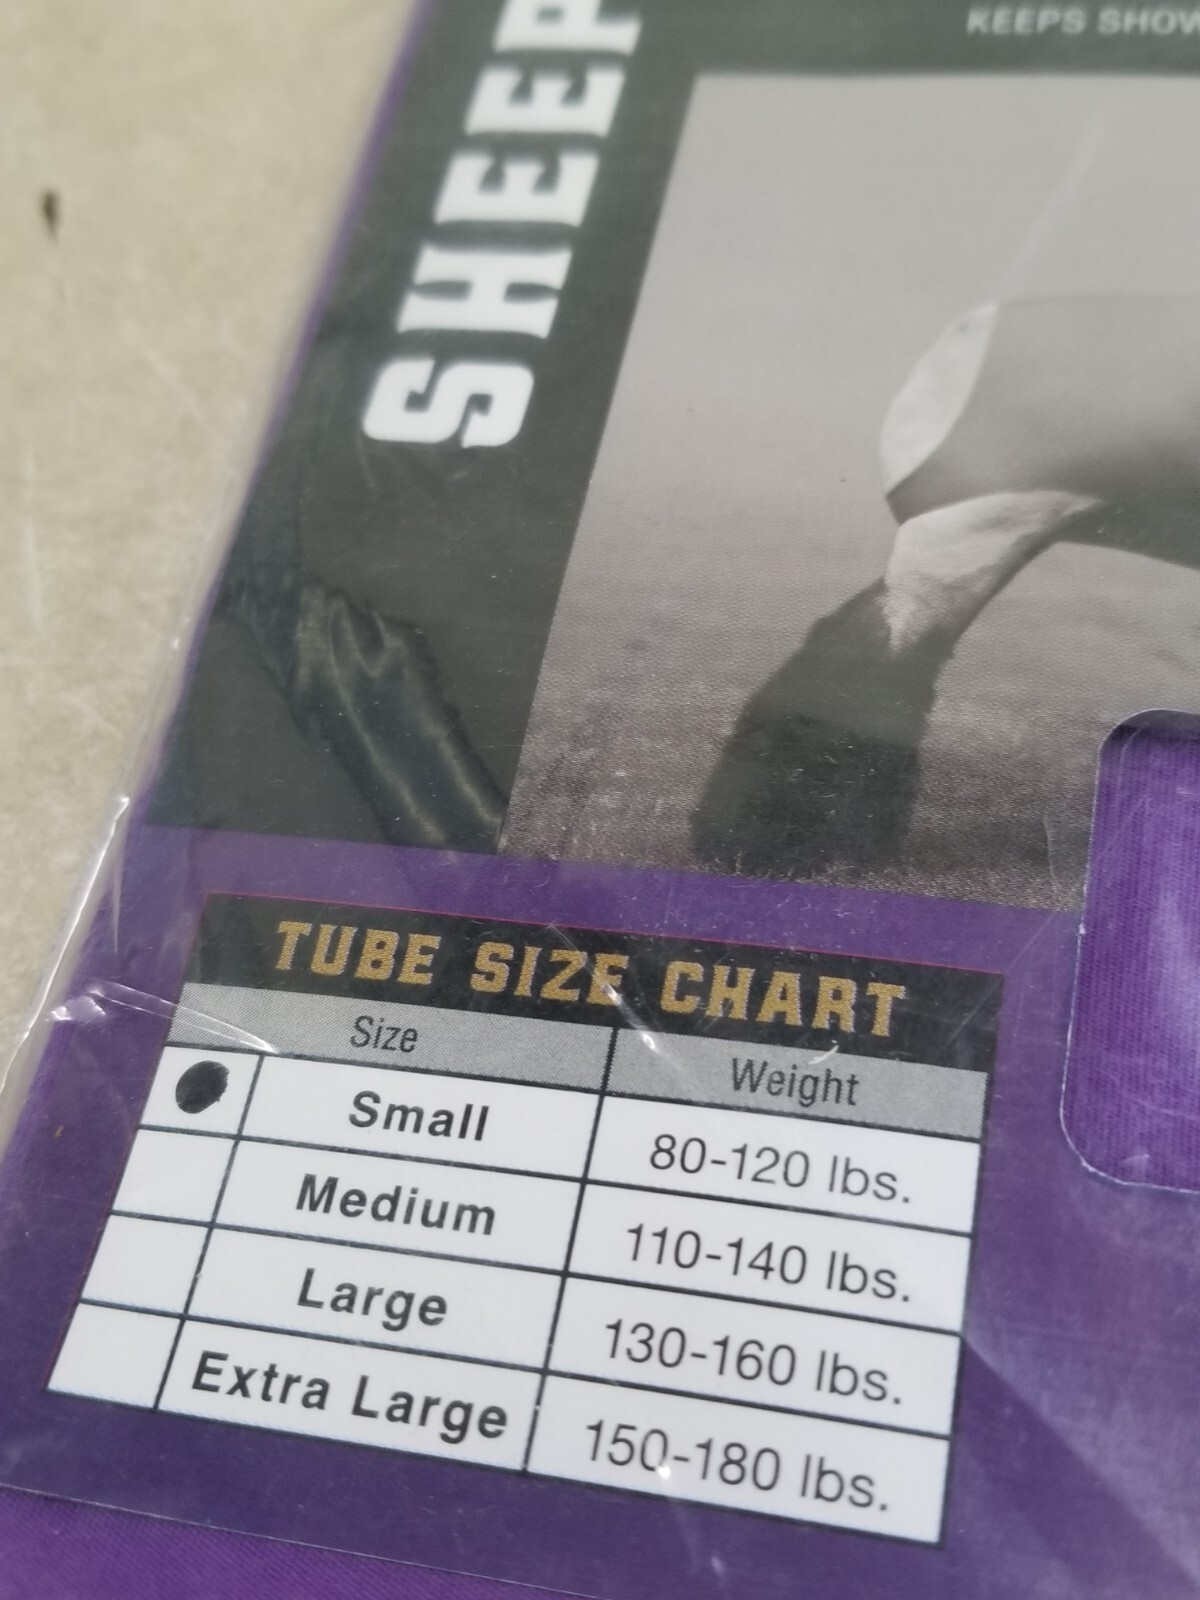 KEEPS SHOW
SHEEP
TUBE SIZE CHART
Size Weight
Small 80-120 lbs.
Medium 110-140 lbs.
Large 130-160 lbs.
Extra Large 150-180 lbs.